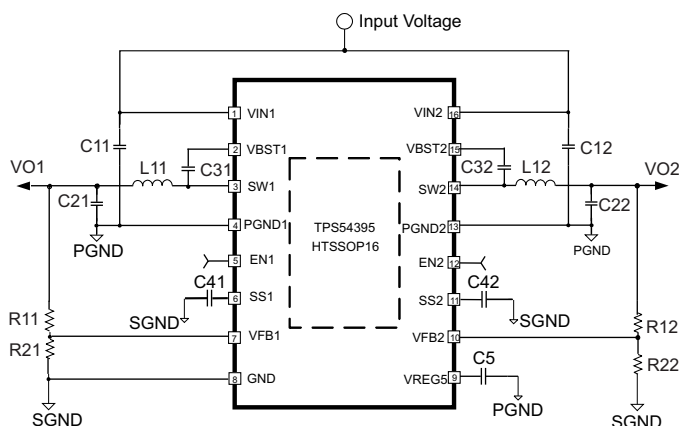 Input Voltage
1 VIN1 VIN2 16
C11 C12
2 VBST1 VBST2 15
VO1 L11 C31 C32 L12 VO2
3 SW1 SW2 14
C21 C22
TPS54395
HTSSOP16
4 PGND1 PGND2 13
PGND PGND
5 EN1 EN2 12
C41 C42
6 SS1 SS2 11
SGND SGND
R11 R12
7 VFB1 VFB2 10
R21 R22
C5
8 GND VREG5 9
SGND PGND SGND